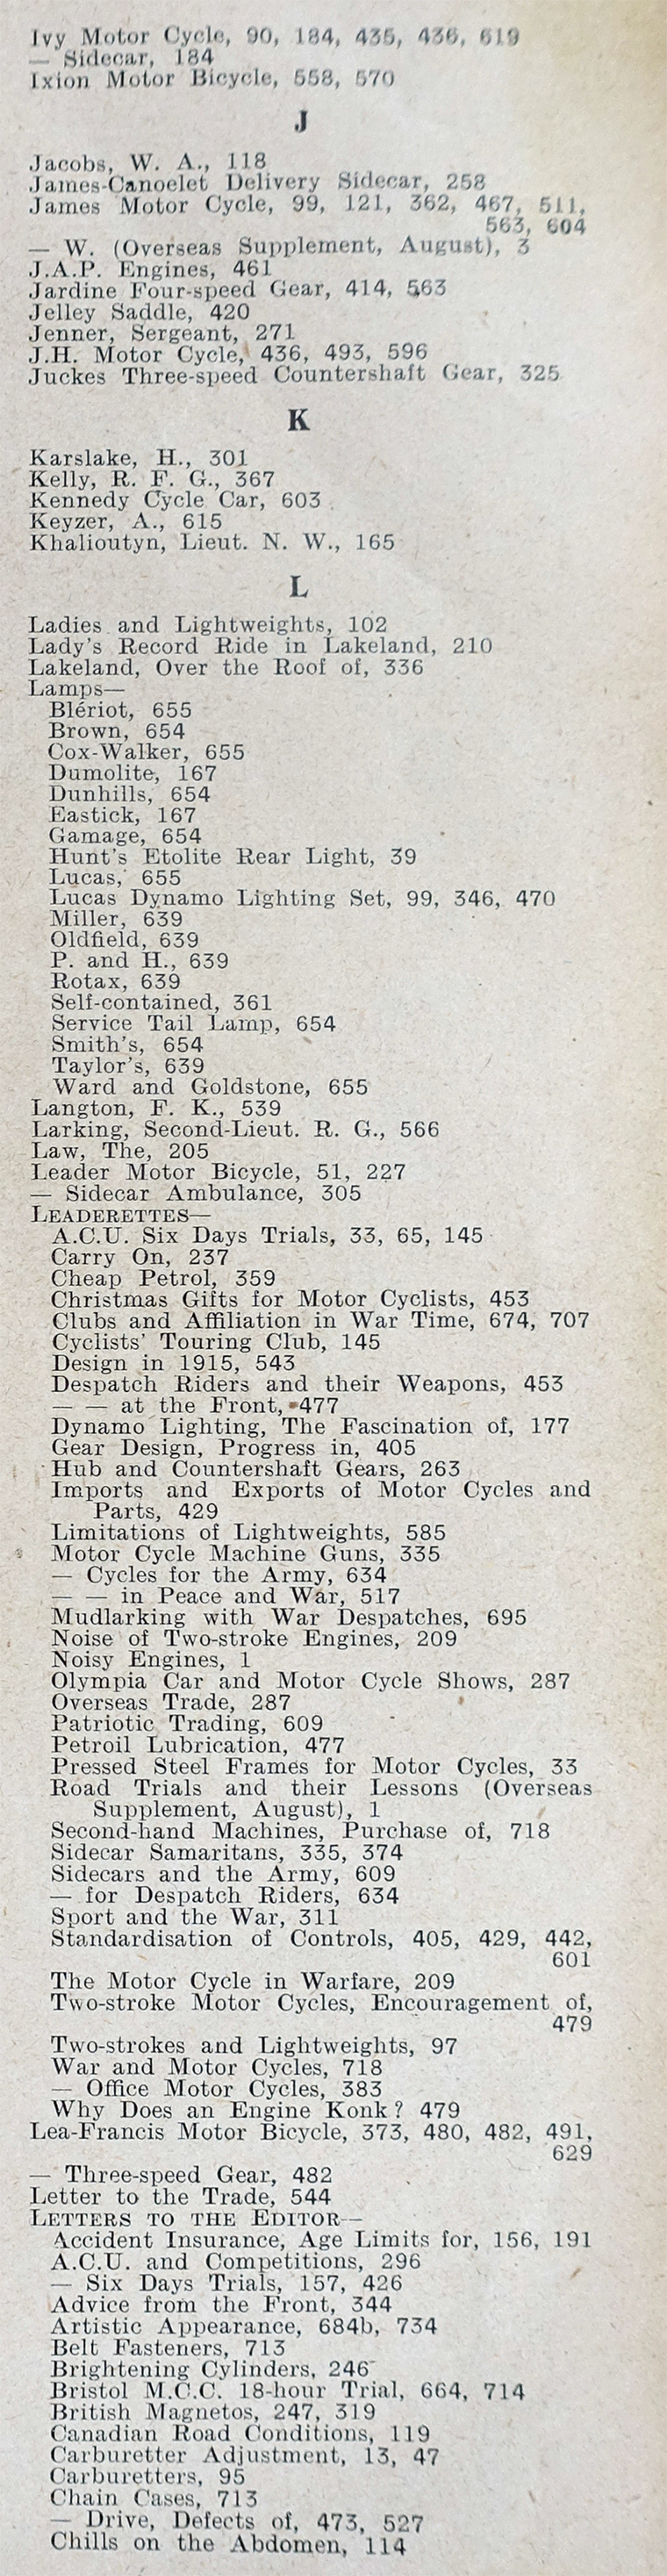 Ivy Motor Cycle, 90, 184, 435, 436, 619
— Sidecar, 184
Ixion Motor Bicycle, 558, 570
J
Jacobs, W. A., 118
James-Canoelet Delivery Sidecar, 258
James Motor Cycle, 99, 121, 362, 467, 511,
563, 604
— W. (Overseas Supplement, August), 3
J.A.P. Engines, 461
Jardine Four-speed Gear, 414, 563
Jelley Saddle, 420
Jenner, Sergeant, 271
J.H. Motor Cycle, 436, 493, 596
Juckes Three-speed Countershaft Gear, 325
K
Karslake, H., 301
Kelly, R. F. G., 367
Kennedy Cycle Car, 603
Keyzer, A., 615
Khalioutyn, Lieut. N. W., 165
L
Ladies and Lightweights, 102
Lady's Record Ride in Lakeland, 210
Lakeland, Over the Roof of, 336
Lamps—
Blériot, 655
Brown, 654
Cox-Walker, 655
Dumolite, 167
Dunhills, 654
Eastick, 167
Gamage, 654
Hunt's Etolite Rear Light, 39
Lucas, 655
Lucas Dynamo Lighting Set, 99, 346, 470
Miller, 639
Oldfield, 639
P. and H., 639
Rotax, 639
Self-contained, 361
Service Tail Lamp, 654
Smith's, 654
Taylor's, 639
Ward and Goldstone, 655
Langton, F. K., 539
Larking, Second-Lieut. R. G., 566
Law, The, 205
Leader Motor Bicycle, 51, 227
— Sidecar Ambulance, 305
LEADERETTES—
A.C.U. Six Days Trials, 33, 65, 145
Carry On, 237
Cheap Petrol, 359
Christmas Gifts for Motor Cyclists, 453
Clubs and Affiliation in War Time, 674, 707
Cyclists' Touring Club, 145
Design in 1915, 543
Despatch Riders and their Weapons, 453
— — at the Front, 477
Dynamo Lighting, The Fascination of, 177
Gear Design, Progress in, 405
Hub and Countershaft Gears, 263
Imports and Exports of Motor Cycles and
Parts, 429
Limitations of Lightweights, 585
Motor Cycle Machine Guns, 335
— Cycles for the Army, 634
— — in Peace and War, 517
Mudlarking with War Despatches, 695
Noise of Two-stroke Engines, 209
Noisy Engines, 1
Olympia Car and Motor Cycle Shows, 287
Overseas Trade, 287
Patriotic Trading, 609
Petroil Lubrication, 477
Pressed Steel Frames for Motor Cycles, 33
Road Trials and their Lessons (Overseas
Supplement, August), 1
Second-hand Machines, Purchase of, 718
Sidecar Samaritans, 335, 374
Sidecars and the Army, 609
— for Despatch Riders, 634
Sport and the War, 311
Standardisation of Controls, 405, 429, 442,
601
The Motor Cycle in Warfare, 209
Two-stroke Motor Cycles, Encouragement of,
479
Two-strokes and Lightweights, 97
War and Motor Cycles, 718
— Office Motor Cycles, 383
Why Does an Engine Konk? 479
Lea-Francis Motor Bicycle, 373, 480, 482, 491,
629
— Three-speed Gear, 482
Letter to the Trade, 544
LETTERS TO THE EDITOR—
Accident Insurance, Age Limits for, 156, 191
A.C.U. and Competitions, 296
— Six Days Trials, 157, 426
Advice from the Front, 344
Artistic Appearance, 684b, 734
Belt Fasteners, 713
Brightening Cylinders, 246
Bristol M.C.C. 18-hour Trial, 664, 714
British Magnetos, 247, 319
Canadian Road Conditions, 119
Carburetter Adjustment, 13, 47
Carburetters, 95
Chain Cases, 713
— Drive, Defects of, 473, 527
Chills on the Abdomen, 114